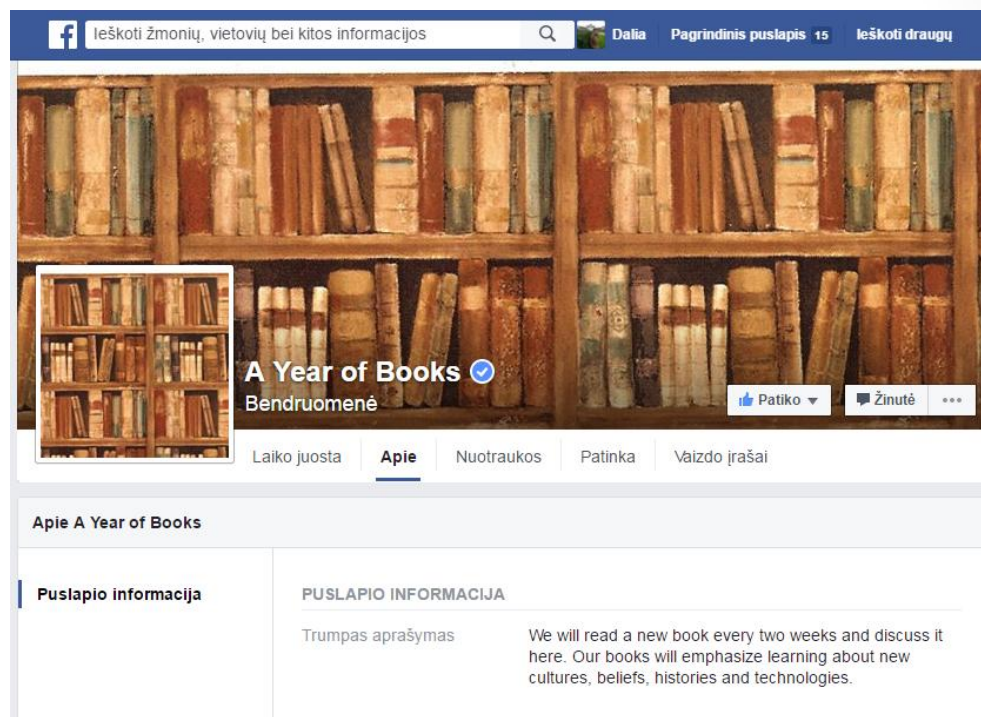 Ieškoti žmonių, vietovių bei kitos informacijos
Dalia
Pagrindinis puslapis 15
Ieškoti draugų
A Year of Books
Bendruomenė
Patiko
Žinutė
Laiko juosta
Apie
Nuotraukos
Patinka
Vaizdo įrašai
Apie A Year of Books
Puslapio informacija
PUSLAPIO INFORMACIJA
Trumpas aprašymas
We will read a new book every two weeks and discuss it
here. Our books will emphasize learning about new
cultures, beliefs, histories and technologies.